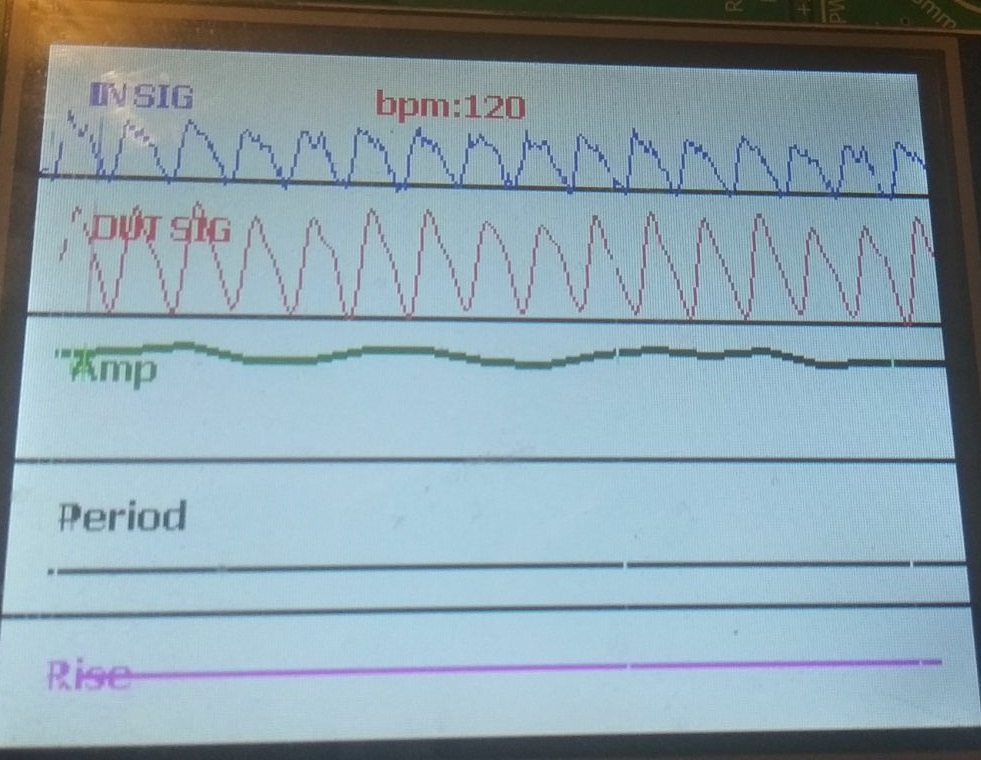 IN SIG
bpm:120
OUT SIG
Amp
Period
Rise